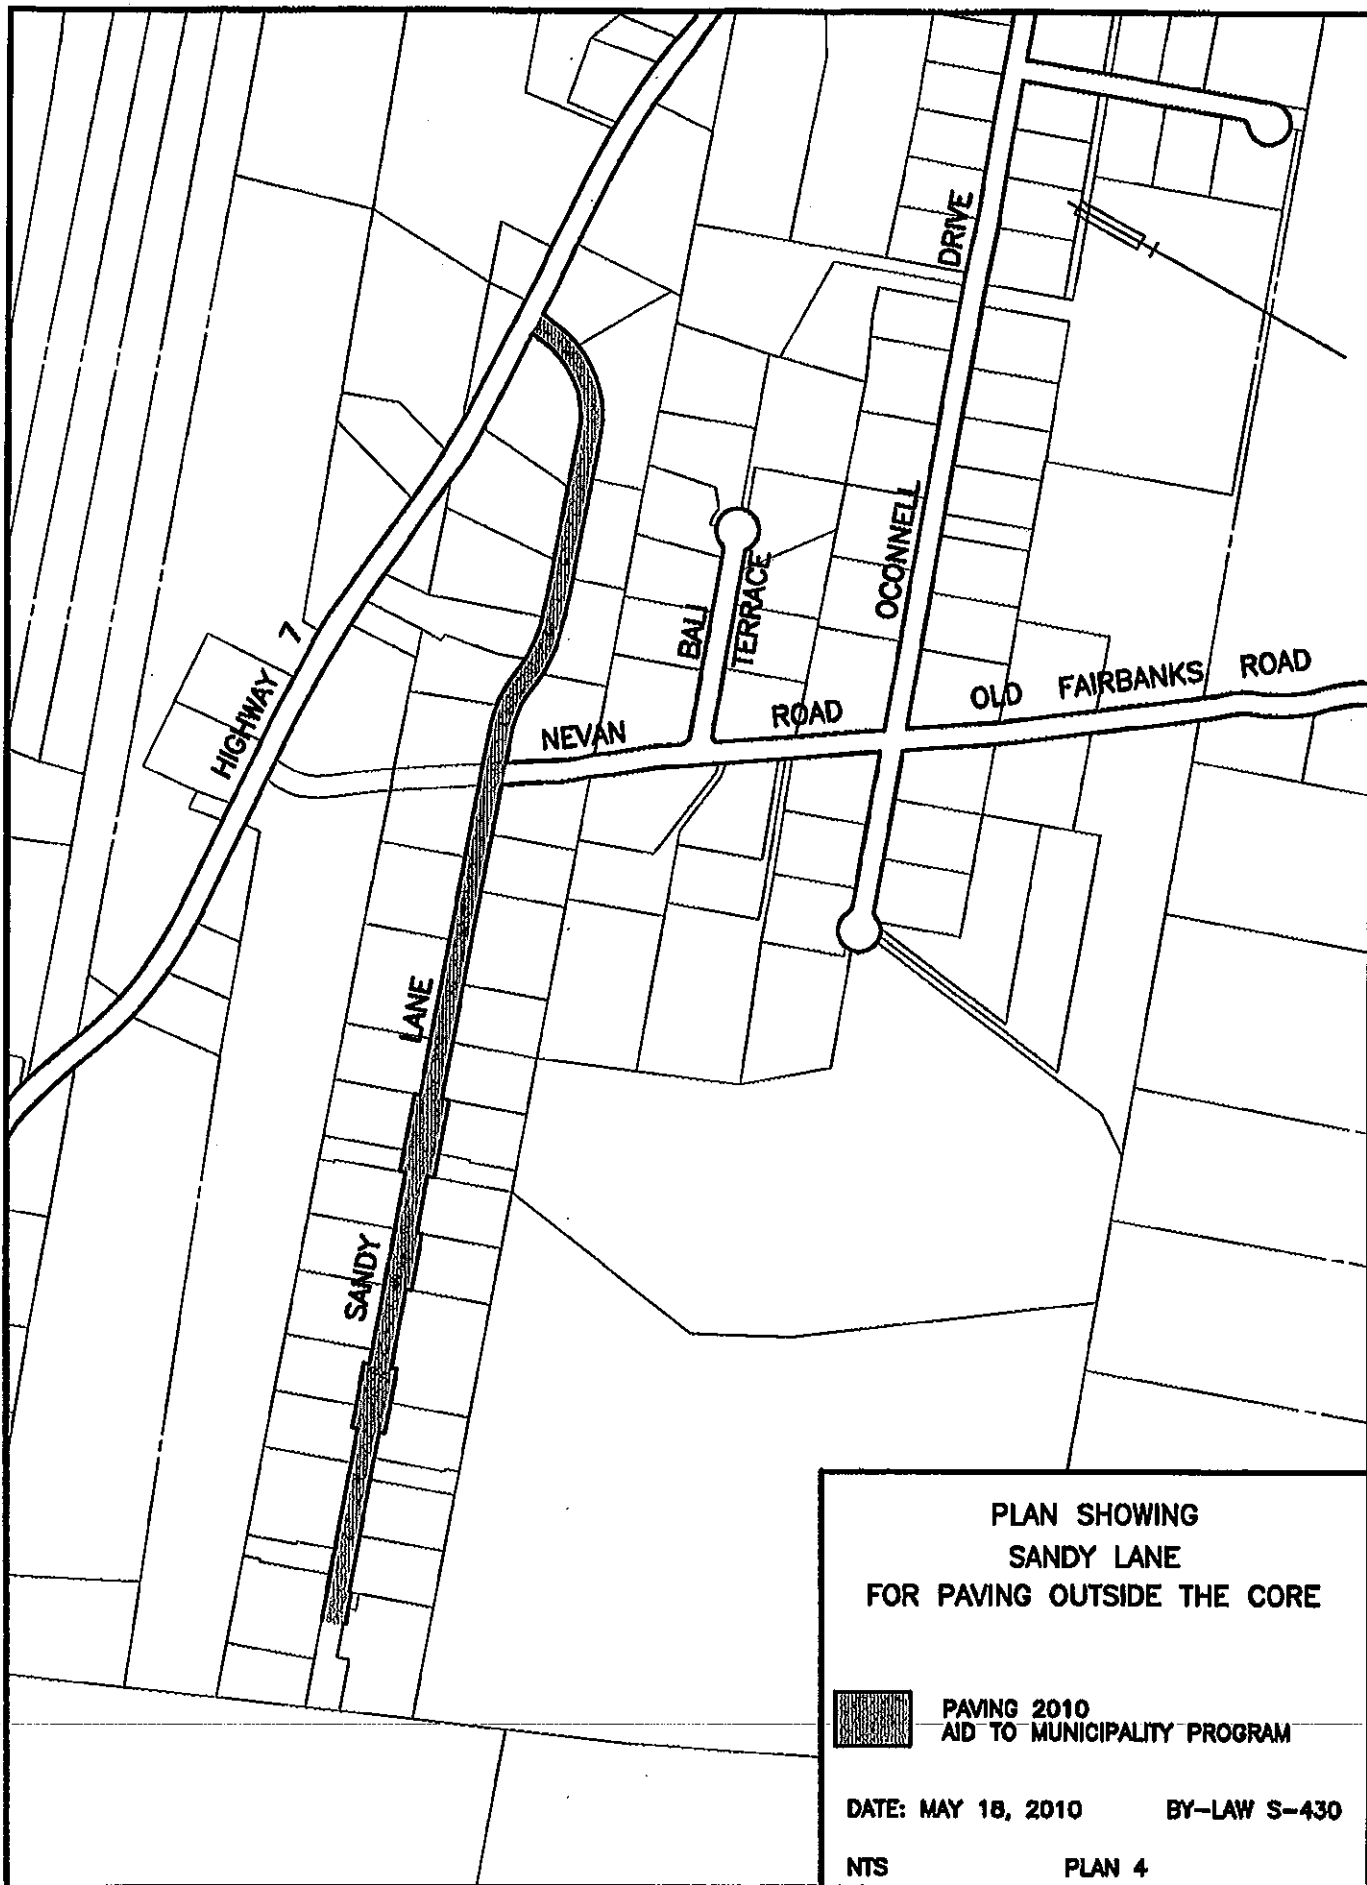 DRIVE
OCONNELL
BALI
TERRACE
HIGHWAY 7
NEVAN ROAD
OLD FAIRBANKS ROAD
SANDY LANE
PLAN SHOWING
SANDY LANE
FOR PAVING OUTSIDE THE CORE
PAVING 2010
AID TO MUNICIPALITY PROGRAM
DATE: MAY 18, 2010 BY-LAW S-430
NTS PLAN 4